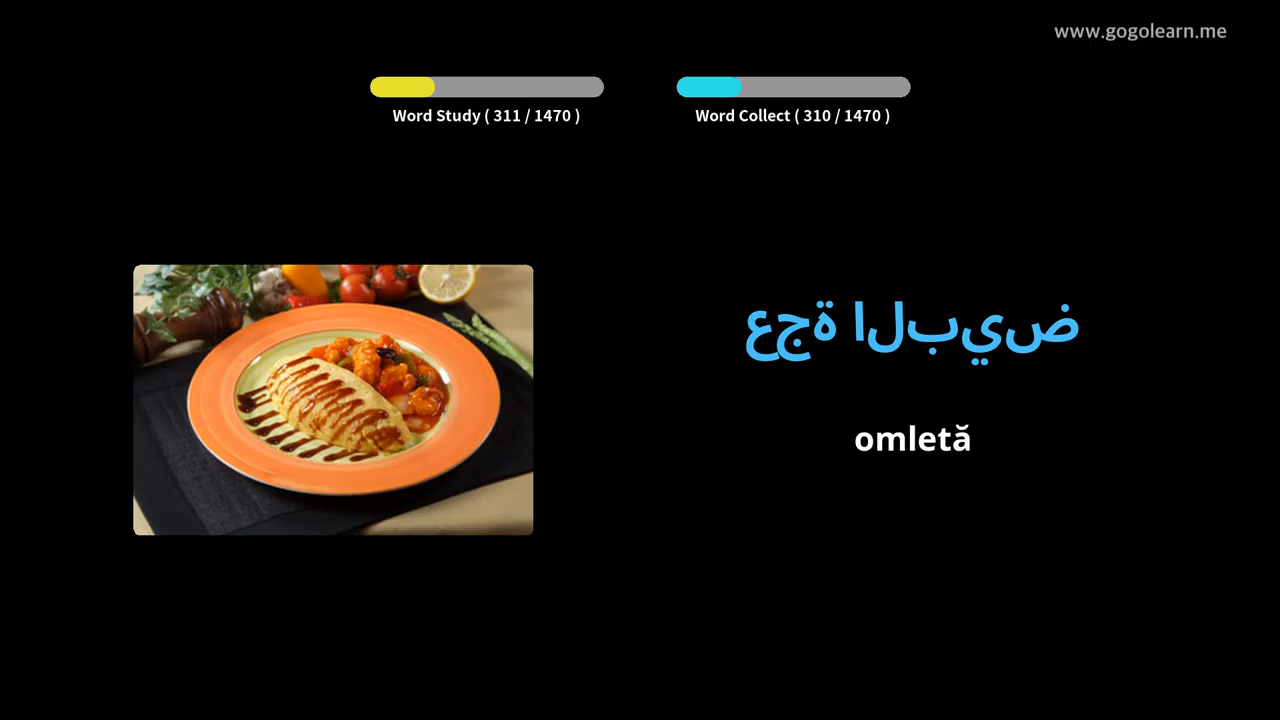 www.gogolearn.me
Word Study ( 311 / 1470 )
Word Collect ( 310 / 1470 )
عجة البيض
omletă